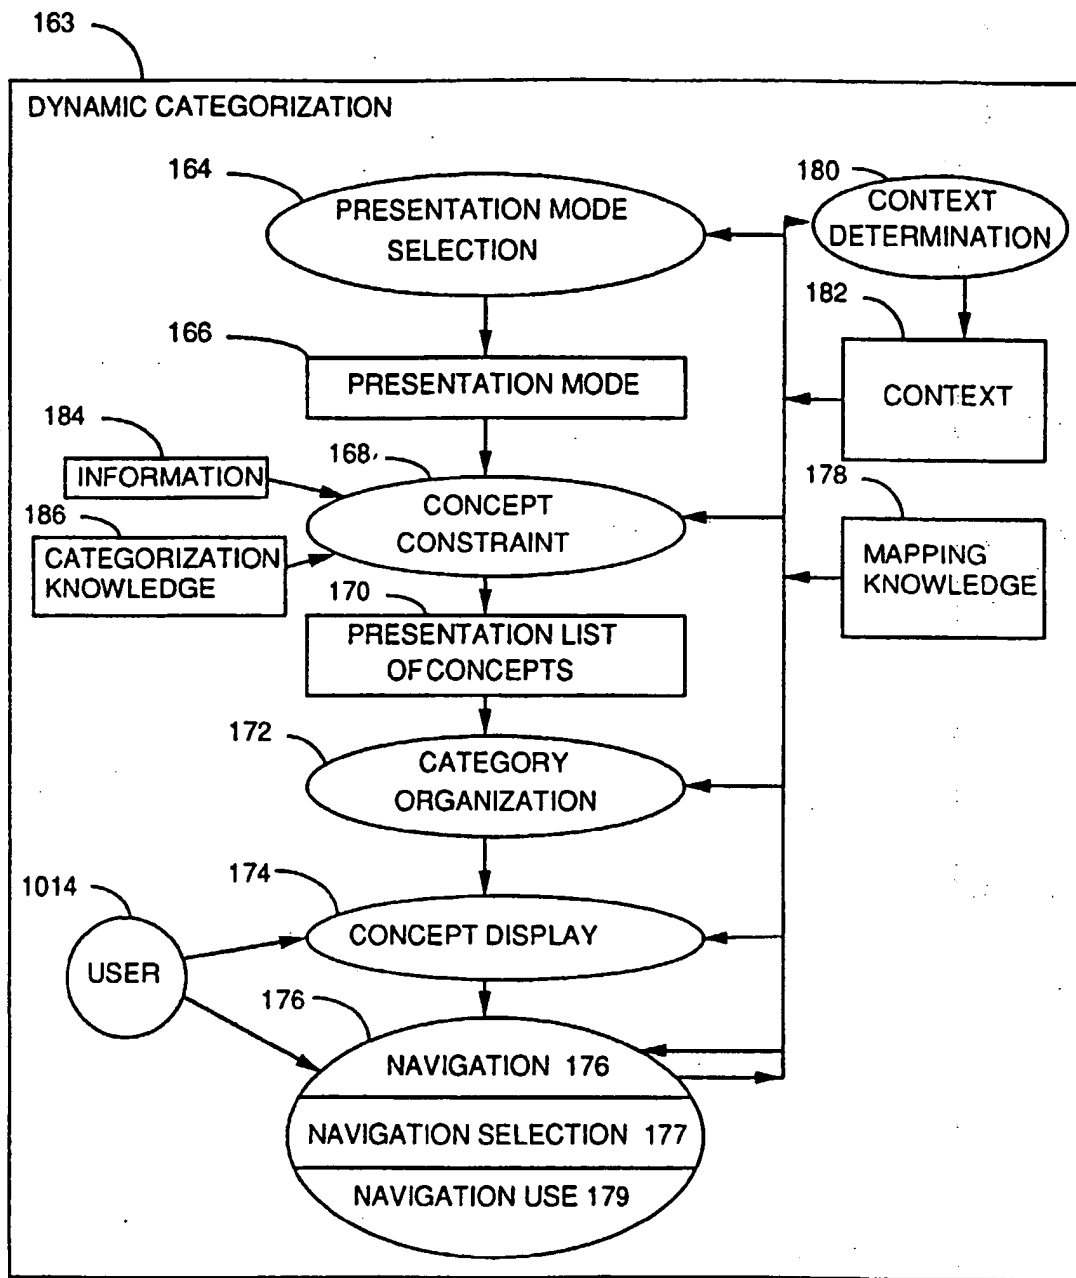 163
DYNAMIC CATEGORIZATION
164
PRESENTATION MODE
SELECTION
180
CONTEXT
DETERMINATION
166
PRESENTATION MODE
182
CONTEXT
184
INFORMATION
168
CONCEPT
CONSTRAINT
178
MAPPING
KNOWLEDGE
186
CATEGORIZATION
KNOWLEDGE
170
PRESENTATION LIST
OF CONCEPTS
172
CATEGORY
ORGANIZATION
174
CONCEPT DISPLAY
1014
USER
176
NAVIGATION 176
NAVIGATION SELECTION 177
NAVIGATION USE 179